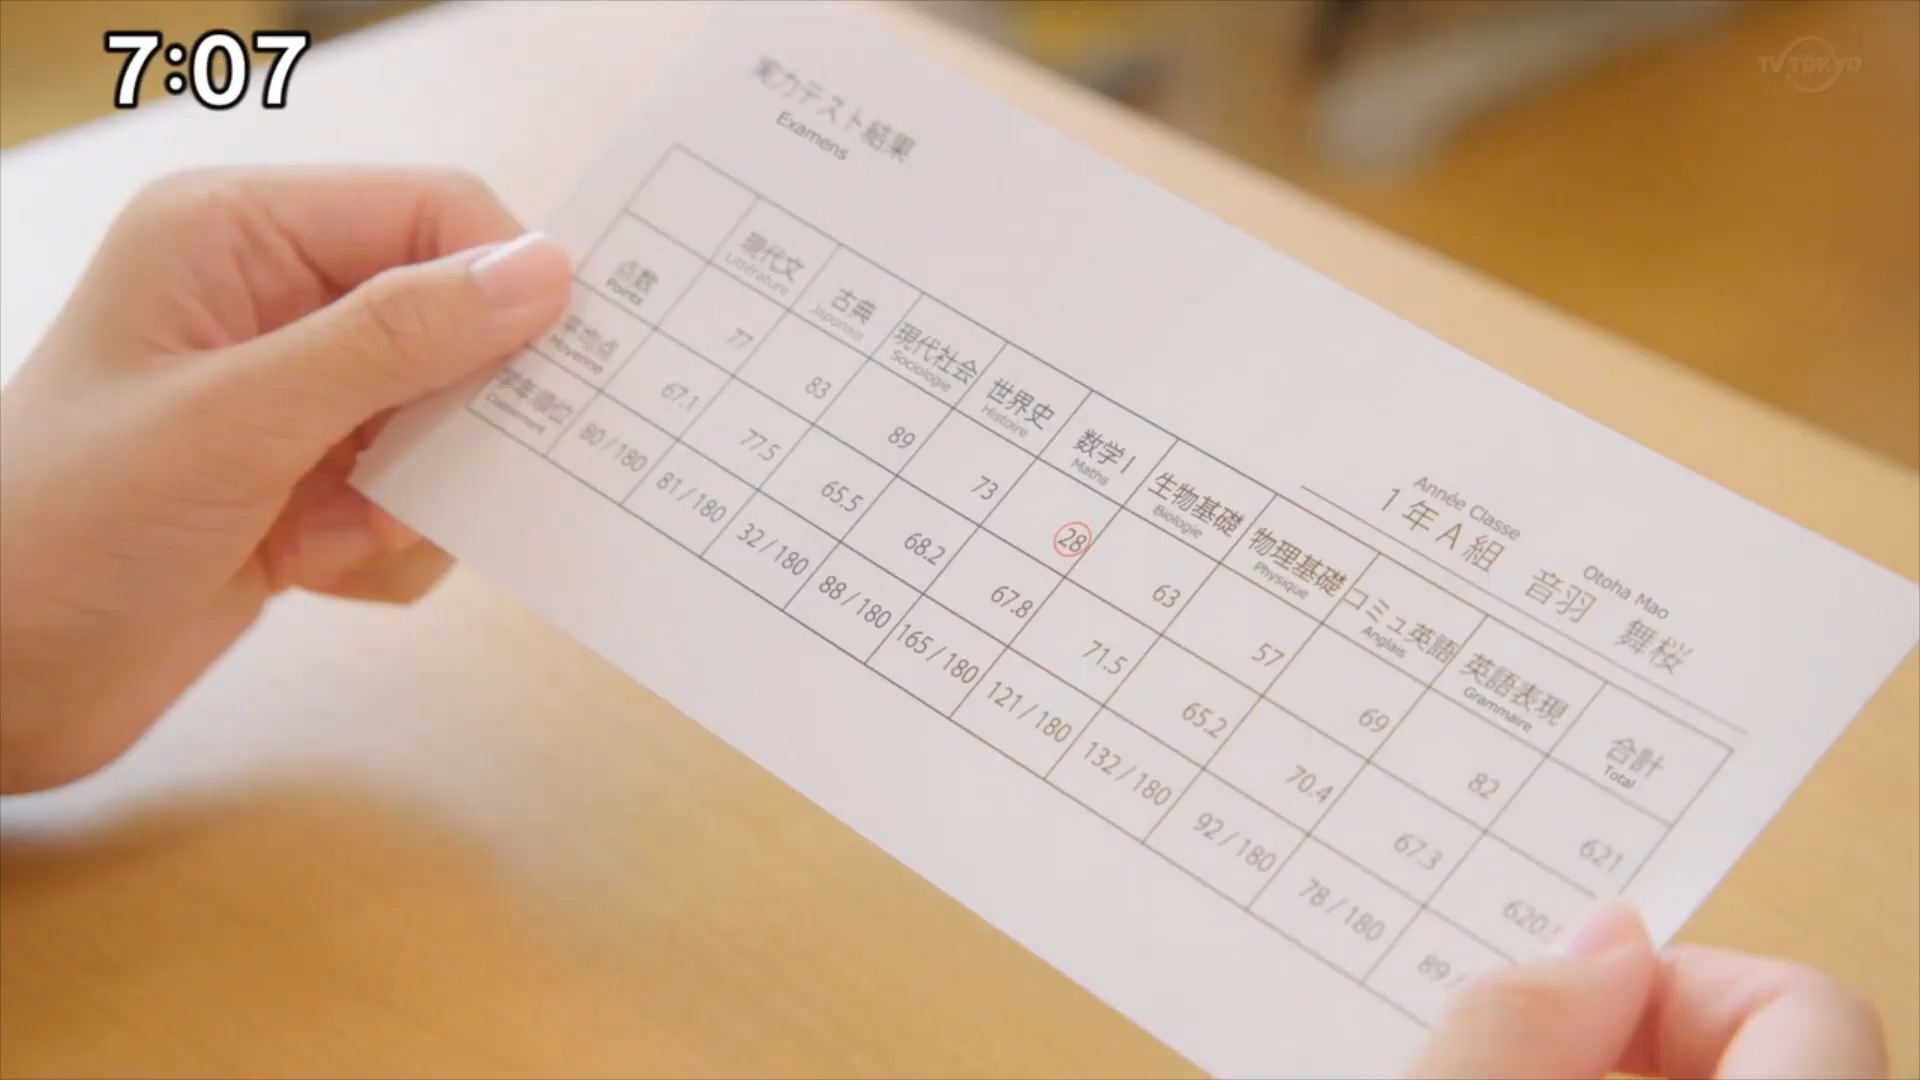 7:07
TV TOKYO
実力テスト結果
Examens
1年A組 音羽 舞桜
Année Classe Otoha Mao
現代文 古典 現代社会 世界史 数学I 生物基礎 物理基礎 コミュ英語 英語表現 合計
Littérature Japonais Sociologie Histoire Maths Biologie Physique Anglais Grammaire Total
点数 77 83 89 73 28 63 57 69 82 621
Points
平均点 67.1 77.5 65.5 68.2 67.8 71.5 65.2 70.4 67.3 620.
Moyenne
学年順位 80/180 81/180 32/180 88/180 165/180 121/180 132/180 92/180 78/180 89/
Classement